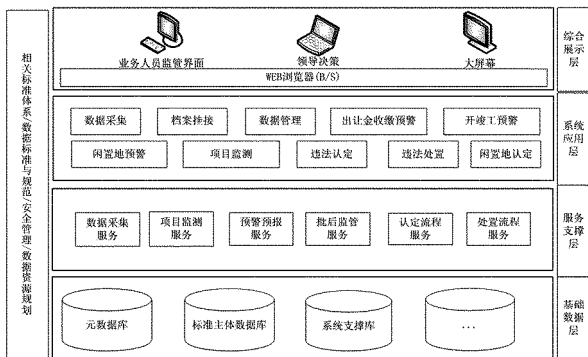 相关标准体系/数据标准与规范/安全管理/数据资源规划
业务人员监管界面
领导决策
大屏幕
WEB浏览器(B/S)
综合
展示
层
数据采集
档案挂接
数据管理
出让金收缴预警
开竣工预警
闲置地预警
项目监测
违法认定
违法处置
闲置地认定
系统
应用
层
数据采集
服务
项目监测
服务
预警预报
服务
批后监管
服务
认定流程
服务
处置流程
服务
服务
支撑
层
元数据库
标准主体数据库
系统支撑库
...
基础
数据
层